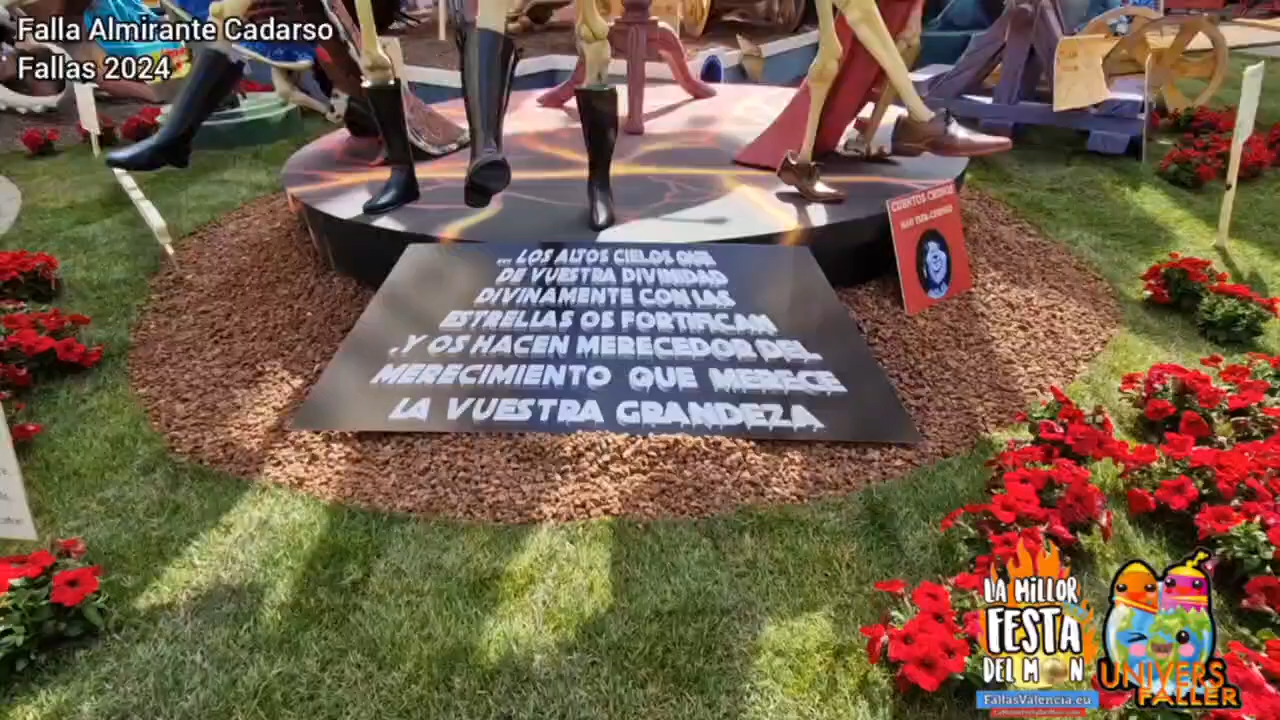 Falla Almirante Cadarso
Fallas 2024
... LOS ALTOS CIELOS QUE
DE VUESTRA DIVINIDAD
DIVINAMENTE CON LAS
ESTRELLAS OS FORTIFICAN
, Y OS HACEN MERECEDOR DEL
MERECIMIENTO QUE MERECE
LA VUESTRA GRANDEZA
CUENTOS CHINOS
LA MILLOR
FESTA
DEL MON
FallasValencia.eu
UNIVERS
FALLER